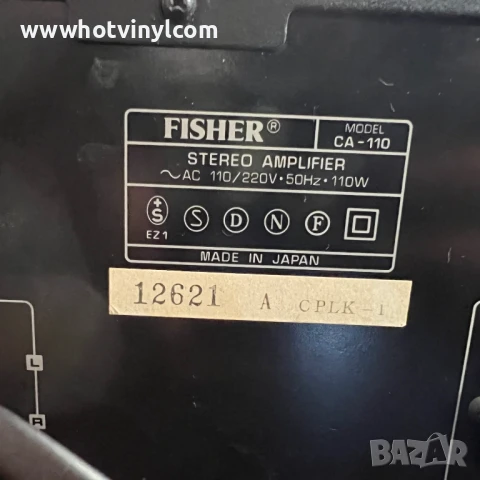 www.hotvinyl.com
FISHER®
MODEL
CA-110
STEREO AMPLIFIER
~AC 110/220V·50Hz·110W
+S S D N F
EZ1
MADE IN JAPAN
12621 A CPLK-1
L
R
BAZAR